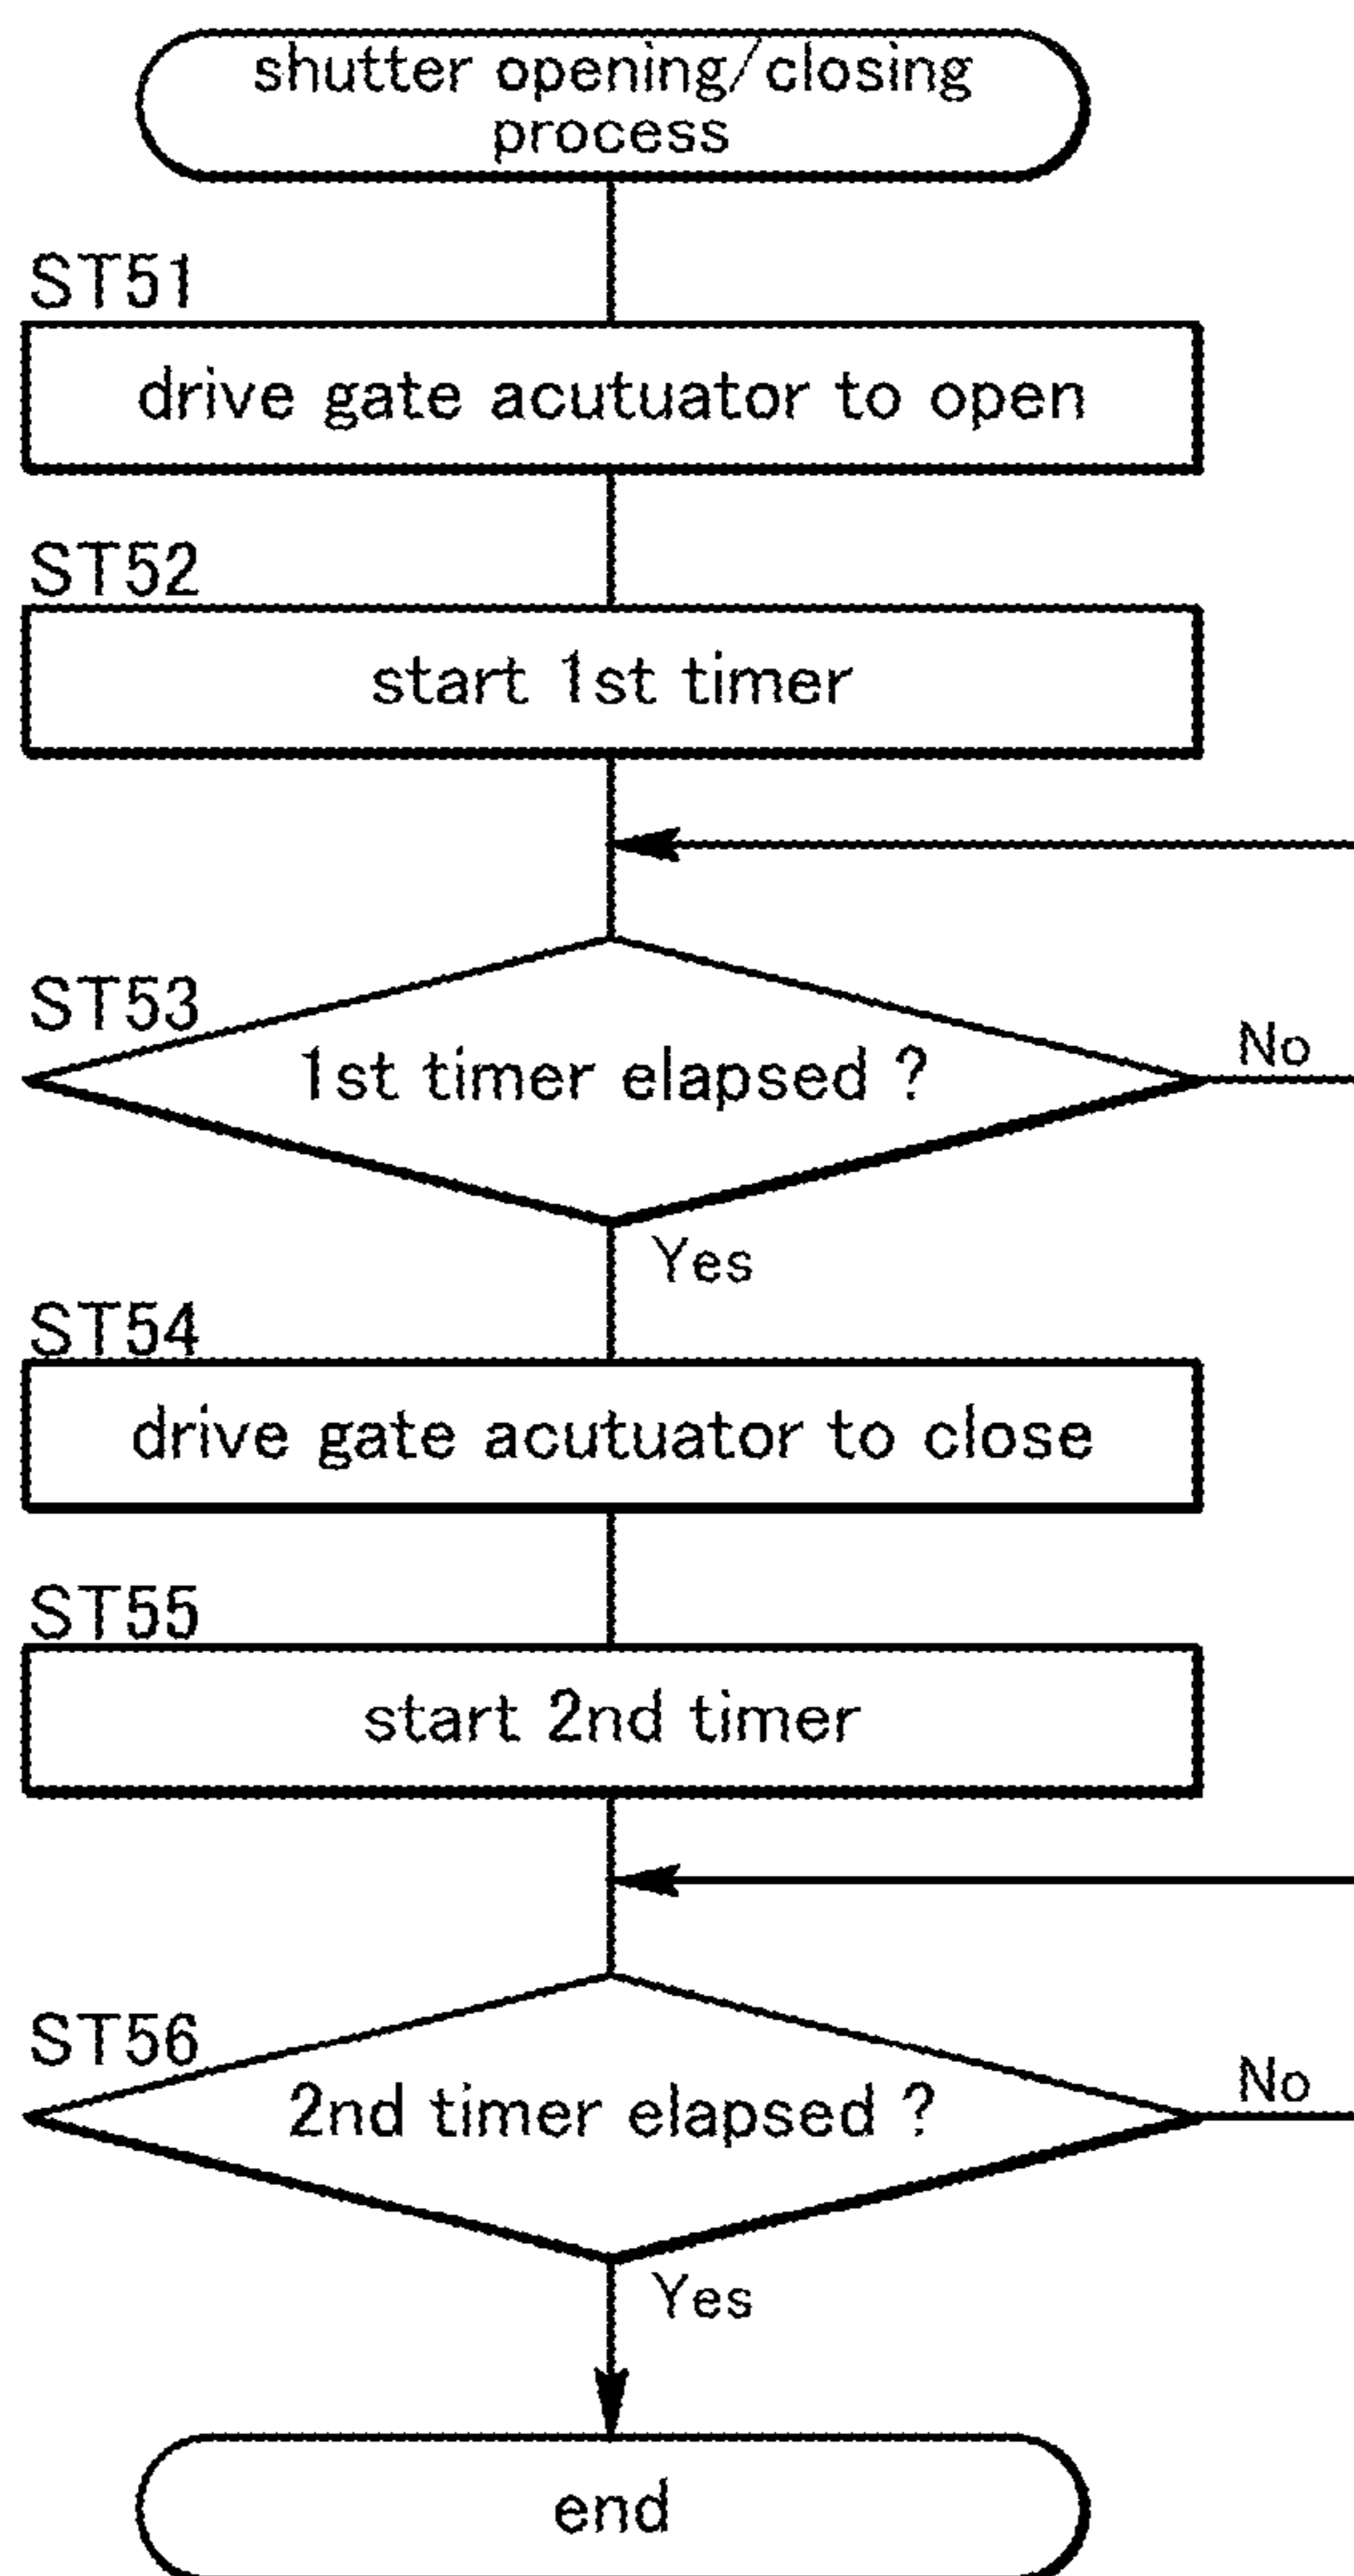 shutter opening/closing
process
ST51
drive gate acutuator to open
ST52
start 1st timer
ST53
1st timer elapsed ?
No
Yes
ST54
drive gate acutuator to close
ST55
start 2nd timer
ST56
2nd timer elapsed ?
No
Yes
end